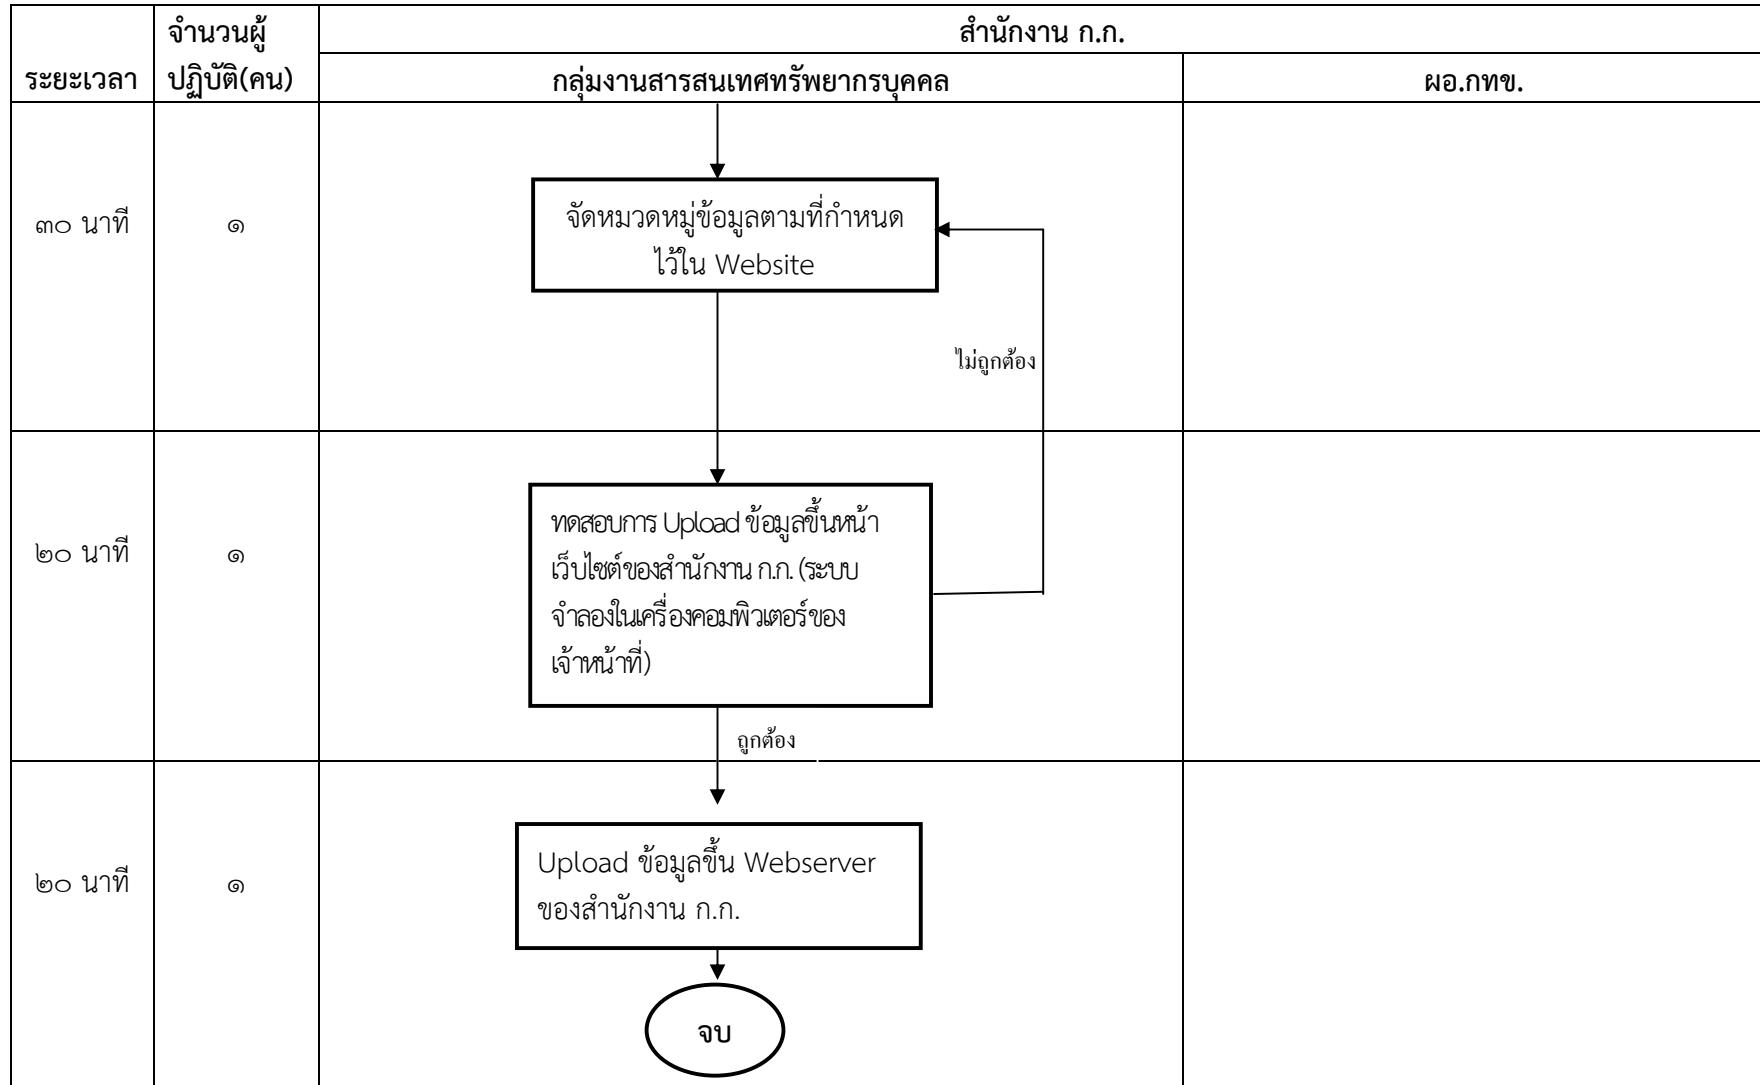 ระยะเวลา
จำนวนผู้
ปฏิบัติ(คน)
สำนักงาน ก.ก.
กลุ่มงานสารสนเทศทรัพยากรบุคคล
ผอ.กทข.
๓๐ นาที
๑
จัดหมวดหมู่ข้อมูลตามที่กำหนด
ไว้ใน Website
ไม่ถูกต้อง
๒๐ นาที
๑
ทดสอบการ Upload ข้อมูลขึ้นหน้า
เว็บไซต์ของสำนักงาน ก.ก. (ระบบ
จำลองในเครื่องคอมพิวเตอร์ของ
เจ้าหน้าที่)
ถูกต้อง
๒๐ นาที
๑
Upload ข้อมูลขึ้น Webserver
ของสำนักงาน ก.ก.
จบ